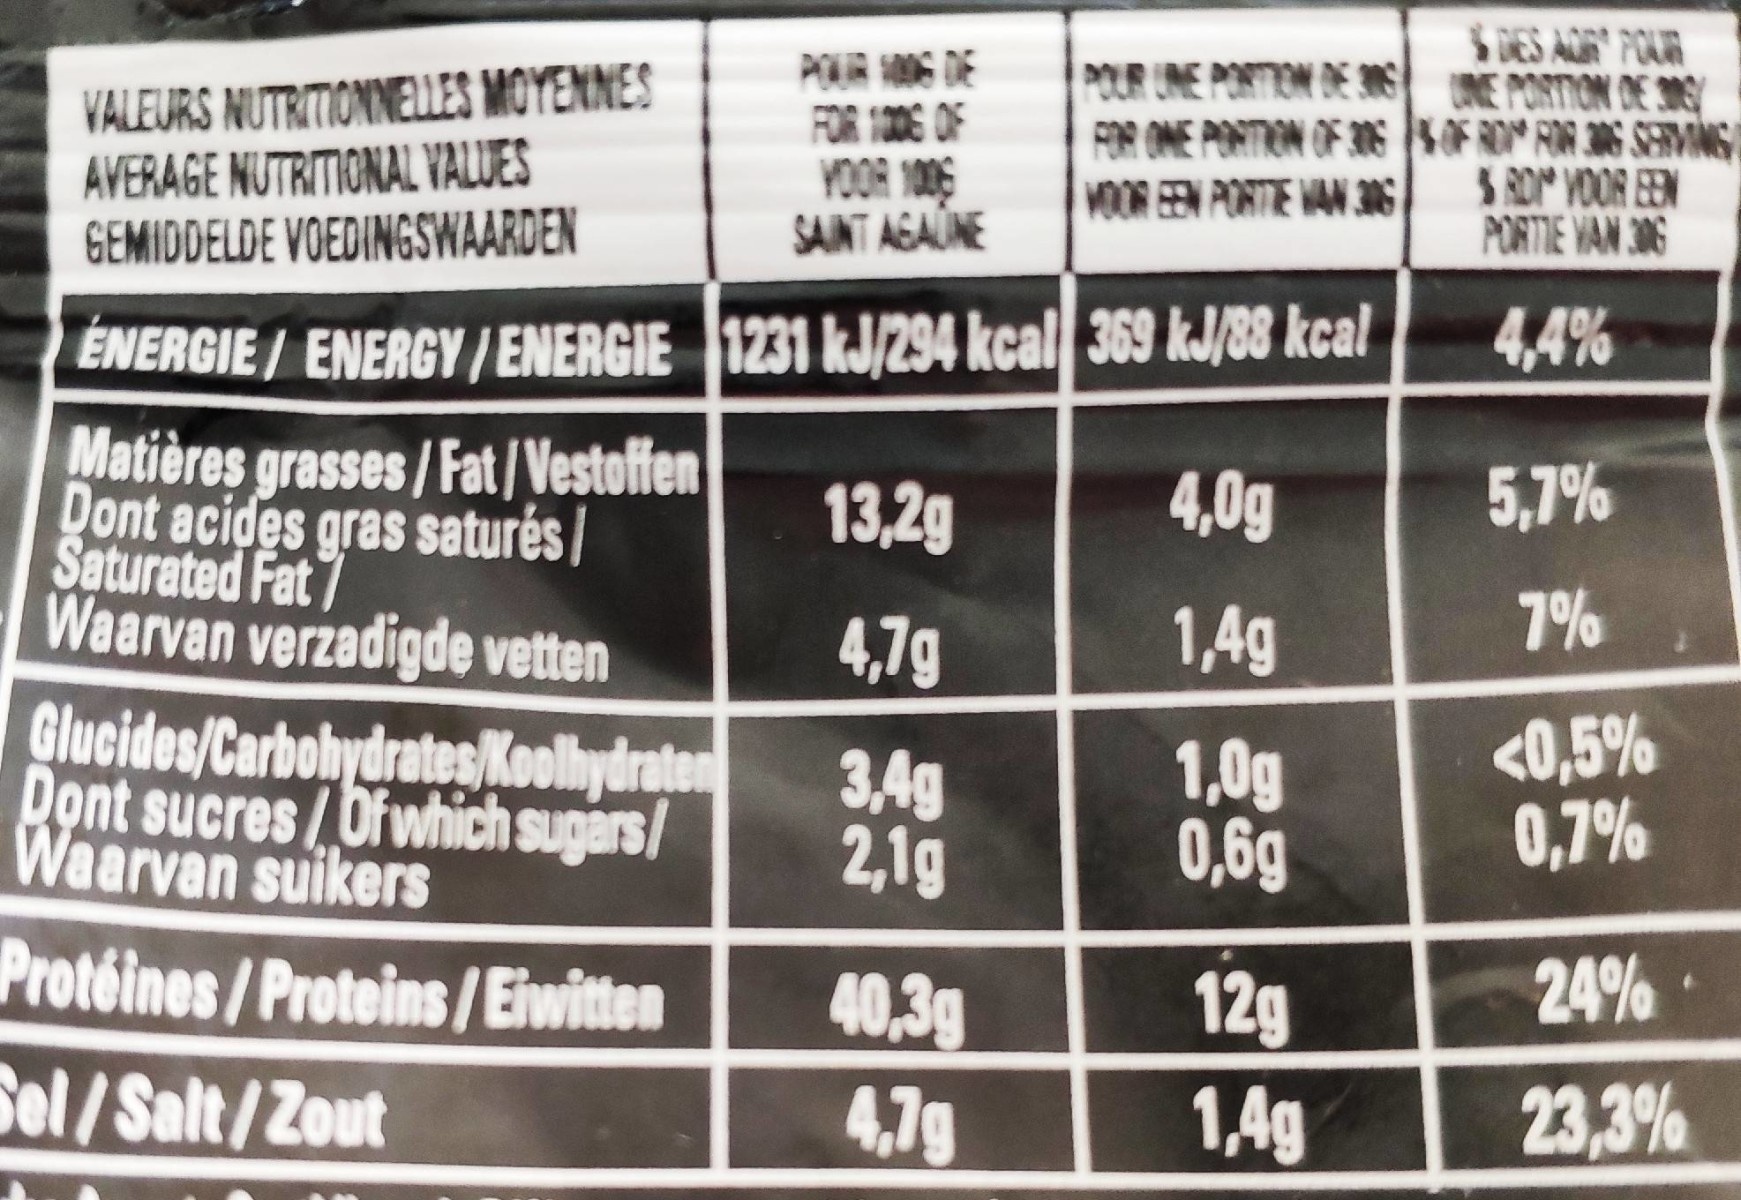 VALEURS NUTRITIONNELLES MOYENNES
AVERAGE NUTRITIONAL VALUES
GEMIDDELDE VOEDINGSWAARDEN
POUR 100G DE
FOR 100G OF
VOOR 100G
SAINT AGAÛNE
POUR UNE PORTION DE 30G
FOR ONE PORTION OF 30G
VOOR EEN PORTIE VAN 30G
% DES AQR* POUR
UNE PORTION DE 30G/
% OF RDI* FOR 30G SERVING/
% RDI* VOOR EEN
PORTIE VAN 30G
ÉNERGIE / ENERGY / ENERGIE 1231 kJ/294 kcal 369 kJ/88 kcal 4,4%
Matières grasses / Fat / Vestoffen 13,2g 4,0g 5,7%
Dont acides gras saturés /
Saturated Fat /
Waarvan verzadigde vetten 4,7g 1,4g 7%
Glucides/Carbohydrates/Koolhydraten 3,4g 1,0g <0,5%
Dont sucres / Of which sugars/ 2,1g 0,6g 0,7%
Waarvan suikers
Protéines / Proteins / Eiwitten 40,3g 12g 24%
Sel / Salt / Zout 4,7g 1,4g 23,3%